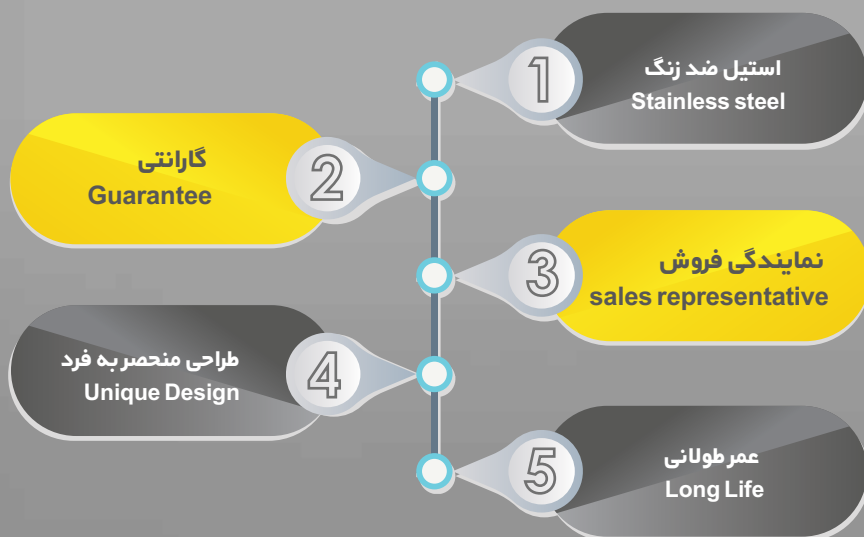 1
استیل ضد زنگ
Stainless steel
2
گارانتی
Guarantee
3
نمایندگی فروش
sales representative
4
طراحی منحصر به فرد
Unique Design
5
عمر طولانی
Long Life